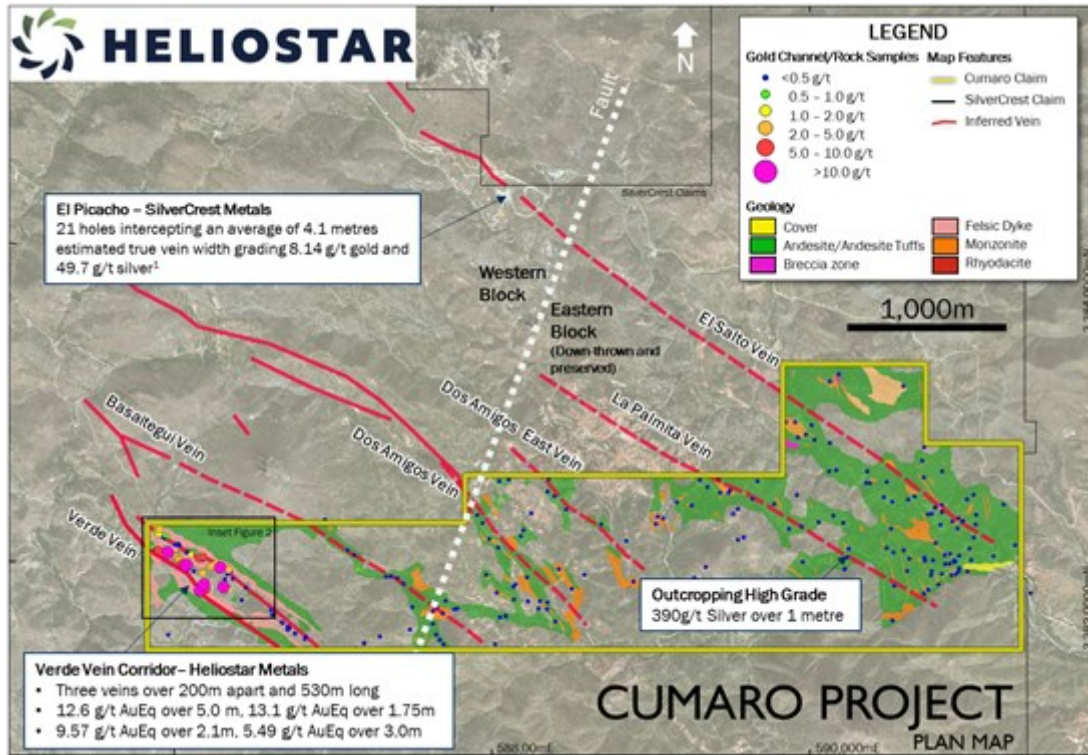 HELIOSTAR
N
Fault
LEGEND
Gold Channel/Rock Samples
<0.5 g/t
0.5 – 1.0 g/t
1.0 – 2.0 g/t
2.0 – 5.0 g/t
5.0 – 10.0 g/t
>10.0 g/t
Map Features
Cumaro Claim
SilverCrest Claim
Inferred Vein
Geology
Cover
Andesite/Andesite Tuffs
Breccia zone
Felsic Dyke
Monzonite
Rhyodacite
SilverCrest Claims
El Picacho – SilverCrest Metals
21 holes intercepting an average of 4.1 metres
estimated true vein width grading 8.14 g/t gold and
49.7 g/t silver¹
Western
Block
Eastern
Block
(Down-thrown and
preserved)
1,000m
El Salto Vein
La Palmita Vein
Dos Amigos East Vein
Dos Amigos Vein
Basaitegui Vein
Verde Vein
Inset Figure 2
Outcropping High Grade
390g/t Silver over 1 metre
Verde Vein Corridor– Heliostar Metals
• Three veins over 200m apart and 530m long
• 12.6 g/t AuEq over 5.0 m, 13.1 g/t AuEq over 1.75m
• 9.57 g/t AuEq over 2.1m, 5.49 g/t AuEq over 3.0m
CUMARO PROJECT
PLAN MAP
588,00mE
590,000mE